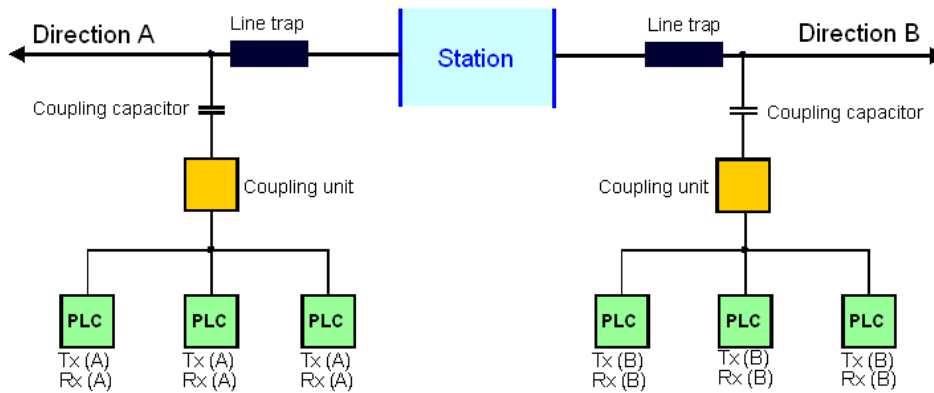 Line trap
Line trap
Direction A
Direction B
Station
Coupling capacitor
Coupling capacitor
Coupling unit
Coupling unit
PLC
PLC
PLC
PLC
PLC
PLC
Tx (A)
Tx (A)
Tx (A)
Tx (B)
Tx (B)
Tx (B)
Rx (A)
Rx (A)
Rx (A)
Rx (B)
Rx (B)
Rx (B)